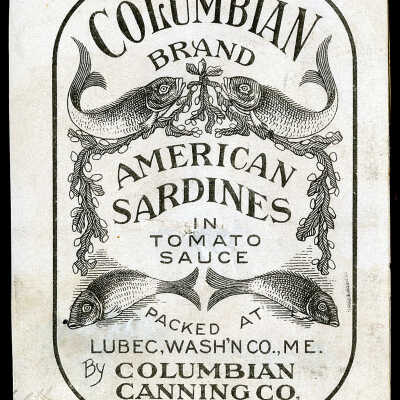 COLUMBIAN
BRAND
AMERICAN
SARDINES
IN
TOMATO
SAUCE
PACKED AT
LUBEC, WASH'N CO., ME.
By COLUMBIAN
CANNING CO.